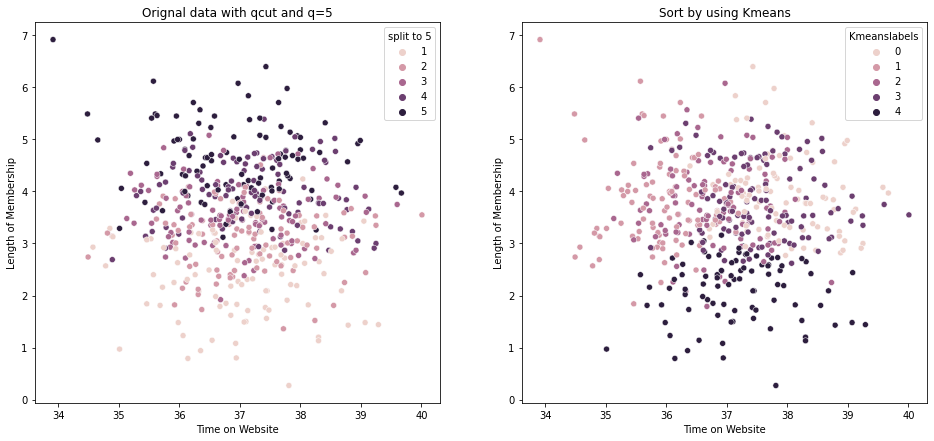 Orignal data with qcut and q=5
split to 5
1
2
3
4
5
7
6
5
4
3
2
1
0
Length of Membership
34 35 36 37 38 39 40
Time on Website
Sort by using Kmeans
Kmeanslabels
0
1
2
3
4
7
6
5
4
3
2
1
0
Length of Membership
34 35 36 37 38 39 40
Time on Website